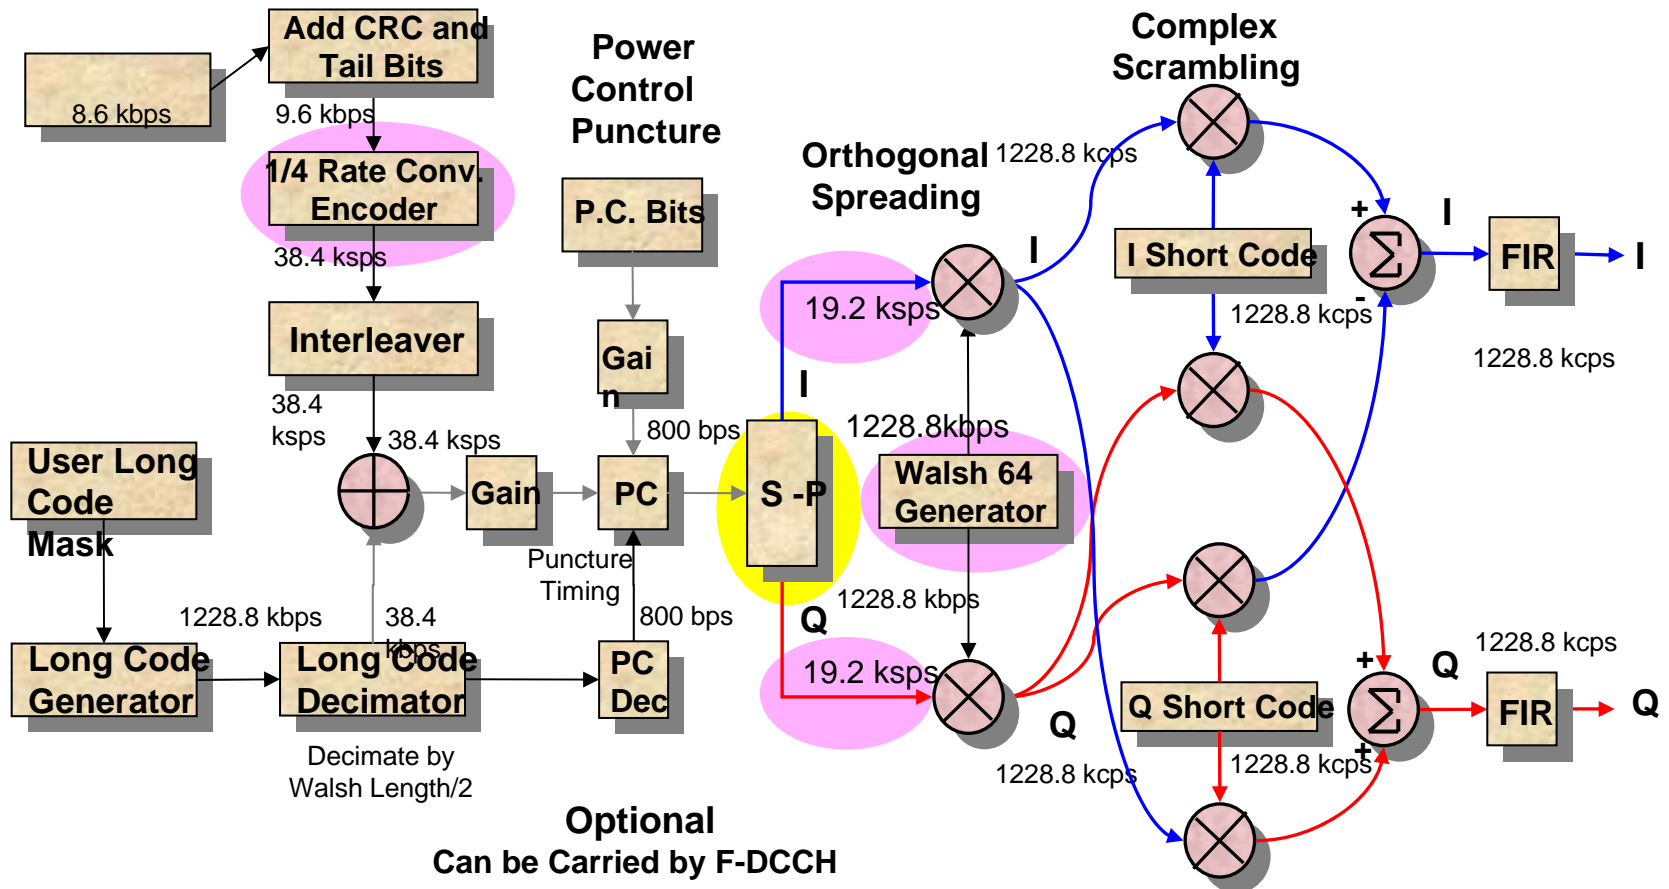 Add CRC and
Tail Bits
8.6 kbps
9.6 kbps
1/4 Rate Conv.
Encoder
38.4 ksps
Interleaver
38.4
ksps
38.4 ksps
User Long
Code
Mask
1228.8 kbps
38.4
kbps
Long Code
Generator
Long Code
Decimator
Decimate by
Walsh Length/2
Power
Control
Puncture
P.C. Bits
Gai
n
800 bps
Gain
PC
Puncture
Timing
800 bps
PC
Dec
S -P
I
Q
Orthogonal
Spreading
19.2 ksps
19.2 ksps
1228.8kbps
Walsh 64
Generator
1228.8 kbps
I
Q
1228.8 kcps
1228.8 kcps
Complex
Scrambling
I Short Code
1228.8 kcps
Q Short Code
1228.8 kcps
+
Σ
-
I
FIR
I
1228.8 kcps
1228.8 kcps
+
Σ
+
Q
FIR
Q
Optional
Can be Carried by F-DCCH